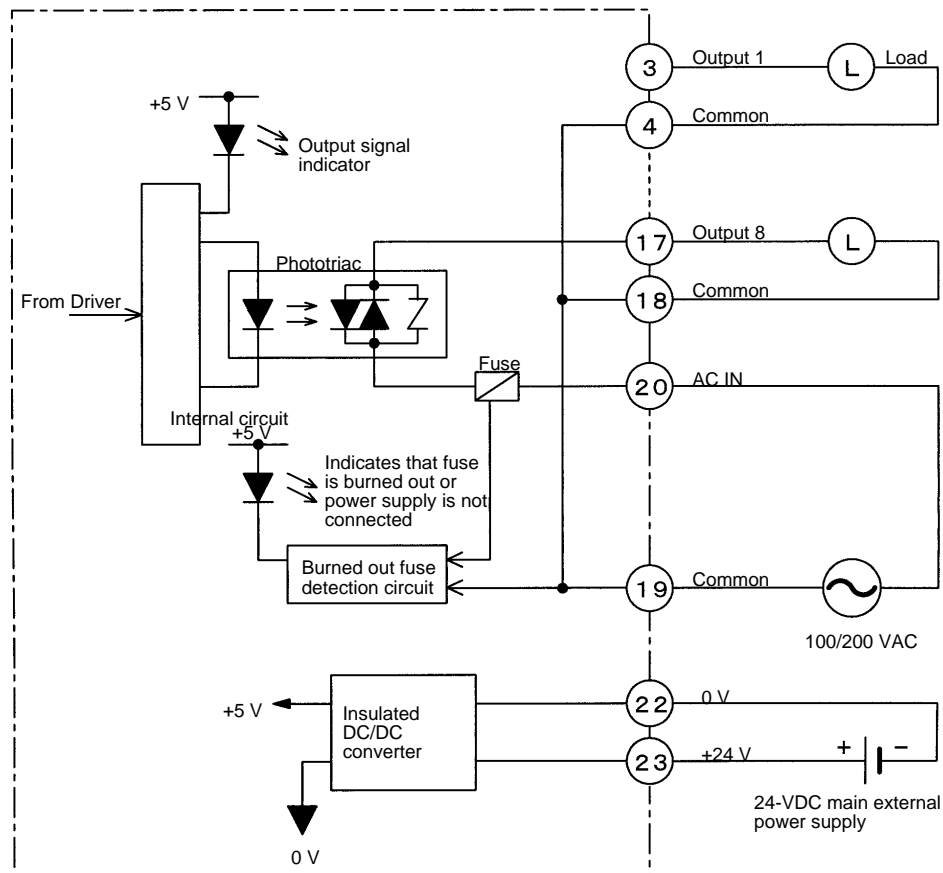 3 Output 1 L Load
4 Common
+5 V
Output signal
indicator
17 Output 8 L
Phototriac
18 Common
From Driver
Fuse
20 AC IN
Internal circuit
+5 V
Indicates that fuse
is burned out or
power supply is not
connected
Burned out fuse
detection circuit
19 Common
100/200 VAC
22 0 V
+5 V
Insulated
DC/DC
converter
23 +24 V + −
24-VDC main external
power supply
0 V